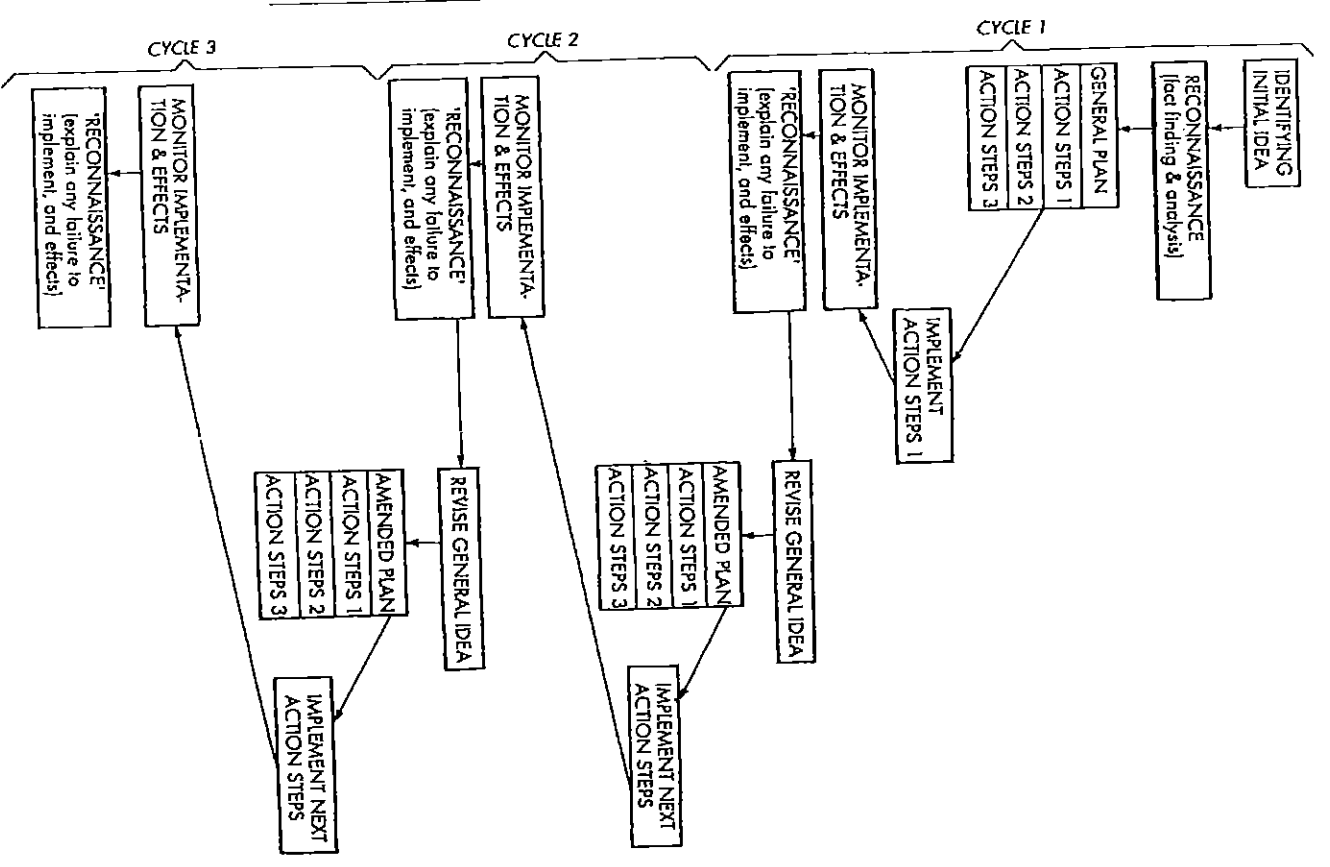 CYCLE 1
IDENTIFYING
INITIAL IDEA
RECONNAISSANCE
(fact finding & analysis)
GENERAL PLAN
ACTION STEPS 1
ACTION STEPS 2
ACTION STEPS 3
IMPLEMENT
ACTION STEPS 1
MONITOR IMPLEMENTA-
TION & EFFECTS
'RECONNAISSANCE'
(explain any failure to
implement, and effects)
REVISE GENERAL IDEA
CYCLE 2
AMENDED PLAN
ACTION STEPS 1
ACTION STEPS 2
ACTION STEPS 3
IMPLEMENT NEXT
ACTION STEPS
MONITOR IMPLEMENTA-
TION & EFFECTS
'RECONNAISSANCE'
(explain any failure to
implement, and effects)
REVISE GENERAL IDEA
CYCLE 3
AMENDED PLAN
ACTION STEPS 1
ACTION STEPS 2
ACTION STEPS 3
IMPLEMENT NEXT
ACTION STEPS
MONITOR IMPLEMENTA-
TION & EFFECTS
'RECONNAISSANCE'
(explain any failure to
implement, and effects)